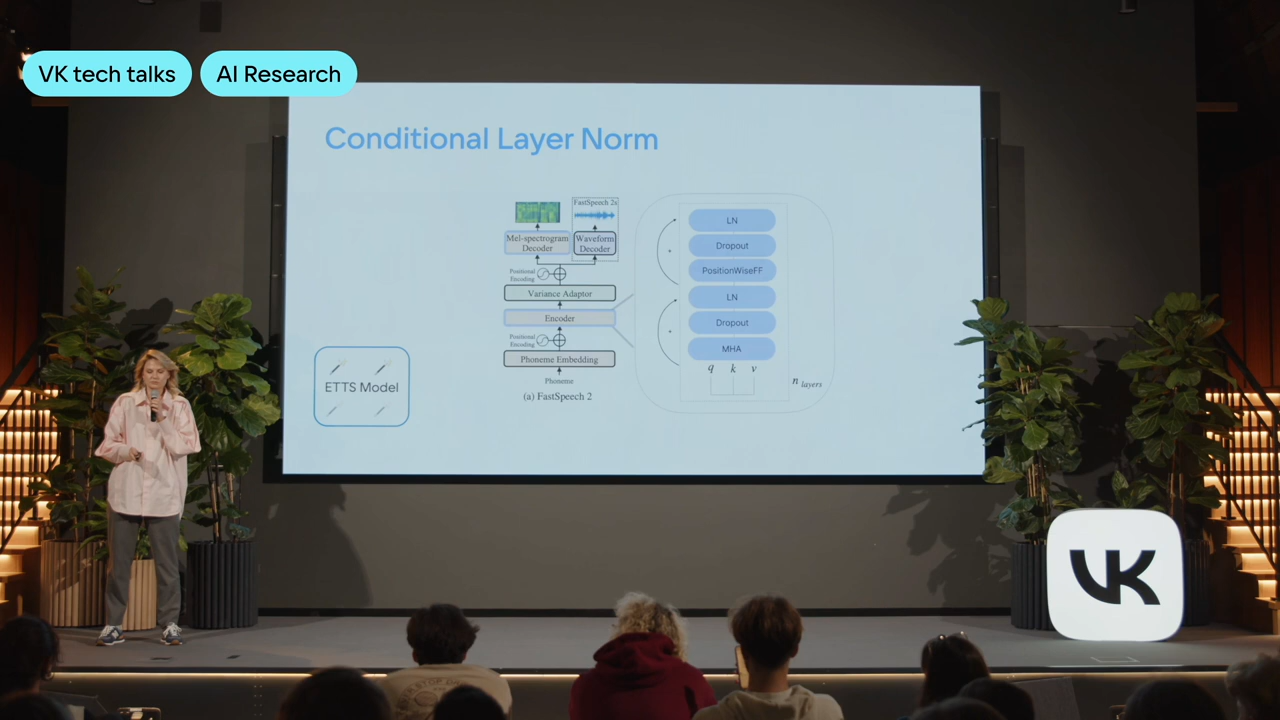 VK tech talks
AI Research
Conditional Layer Norm
FastSpeech 2s
Mel-spectrogram
Decoder
Waveform
Decoder
Positional
Encoding
Variance Adaptor
Encoder
Positional
Encoding
Phoneme Embedding
Phoneme
(a) FastSpeech 2
LN
Dropout
PositionWiseFF
LN
Dropout
MHA
q k v
n layers
ETTS Model
VK